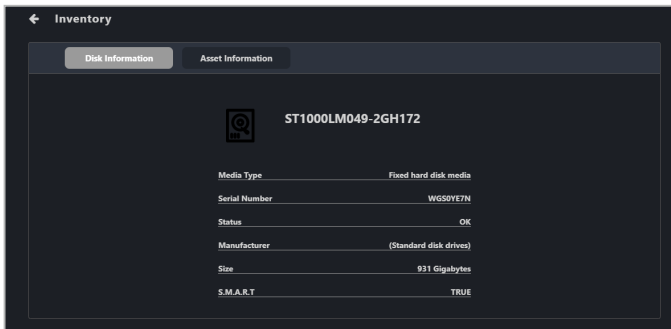 Inventory
Disk Information Asset Information
ST1000LM049-2GH172
Media Type Fixed hard disk media
Serial Number WGS0YE7N
Status OK
Manufacturer (Standard disk drives)
Size 931 Gigabytes
S.M.A.R.T TRUE